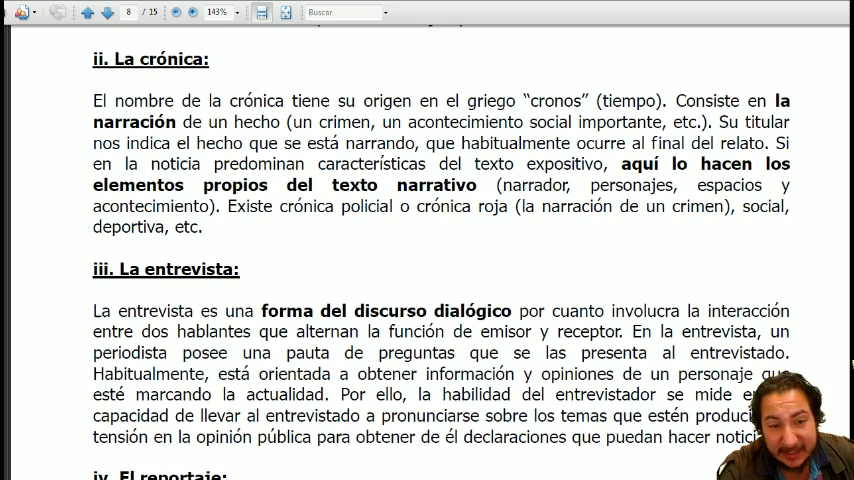 8 / 15 143% Buscar
ii. La crónica:
El nombre de la crónica tiene su origen en el griego “cronos” (tiempo). Consiste en la
narración de un hecho (un crimen, un acontecimiento social importante, etc.). Su titular
nos indica el hecho que se está narrando, que habitualmente ocurre al final del relato. Si
en la noticia predominan características del texto expositivo, aquí lo hacen los
elementos propios del texto narrativo (narrador, personajes, espacios y
acontecimiento). Existe crónica policial o crónica roja (la narración de un crimen), social,
deportiva, etc.
iii. La entrevista:
La entrevista es una forma del discurso dialógico por cuanto involucra la interacción
entre dos hablantes que alternan la función de emisor y receptor. En la entrevista, un
periodista posee una pauta de preguntas que se las presenta al entrevistado.
Habitualmente, está orientada a obtener información y opiniones de un personaje que
esté marcando la actualidad. Por ello, la habilidad del entrevistador se mide
capacidad de llevar al entrevistado a pronunciarse sobre los temas que estén
tensión en la opinión pública para obtener de él declaraciones que puedan hacer
iv. El reportaje: